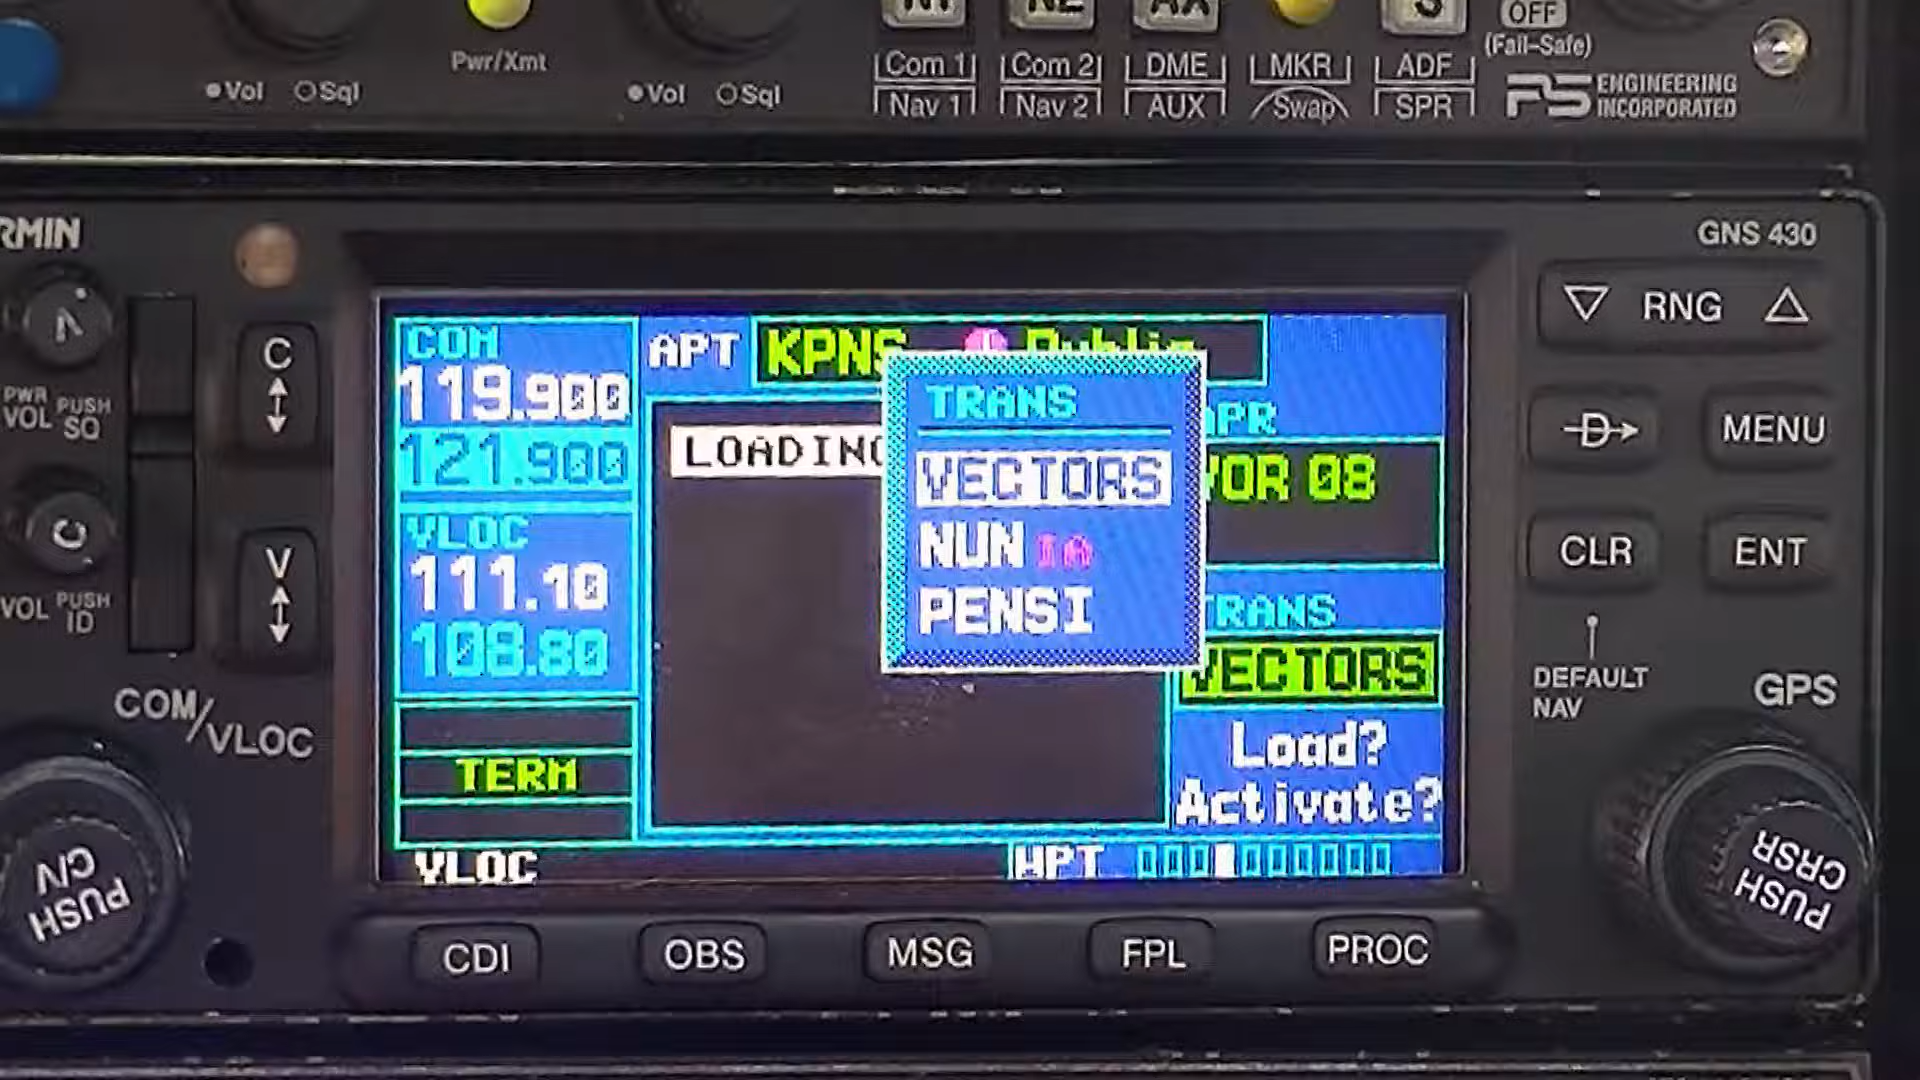 Pwr/Xmt
OFF
(Fail-Safe)
Vol Sql
Vol Sql
Com 1 Com 2 DME MKR ADF
Nav 1 Nav 2 AUX Swap SPR
PS ENGINEERING
INCORPORATED
RMIN
GNS 430
C
PWR
VOL PUSH
SQ
V
VOL PUSH
ID
COM/VLOC
PUSH
C/V
COM
119.900
121.900
VLOC
111.10
108.80
TERM
VLOC
APT KPNS
LOADING
TRANS
VECTORS
NUN IA
PENSI
APR
VOR 08
TRANS
VECTORS
Load?
Activate?
WPT
RNG
D MENU
CLR ENT
DEFAULT
NAV
GPS
PUSH
CRSR
CDI OBS MSG FPL PROC